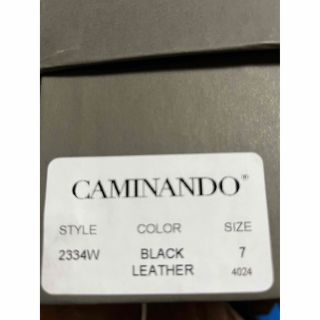 CAMINANDO®
STYLE COLOR SIZE
2334W BLACK 7
LEATHER 4024